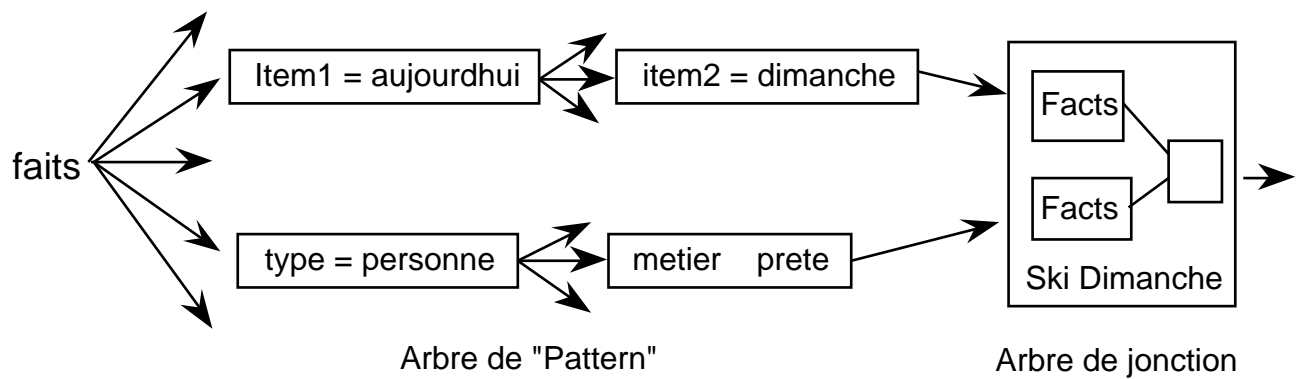 Item1 = aujourdhui
item2 = dimanche
faits
Facts
Facts
type = personne
metier prete
Ski Dimanche
Arbre de "Pattern"
Arbre de jonction